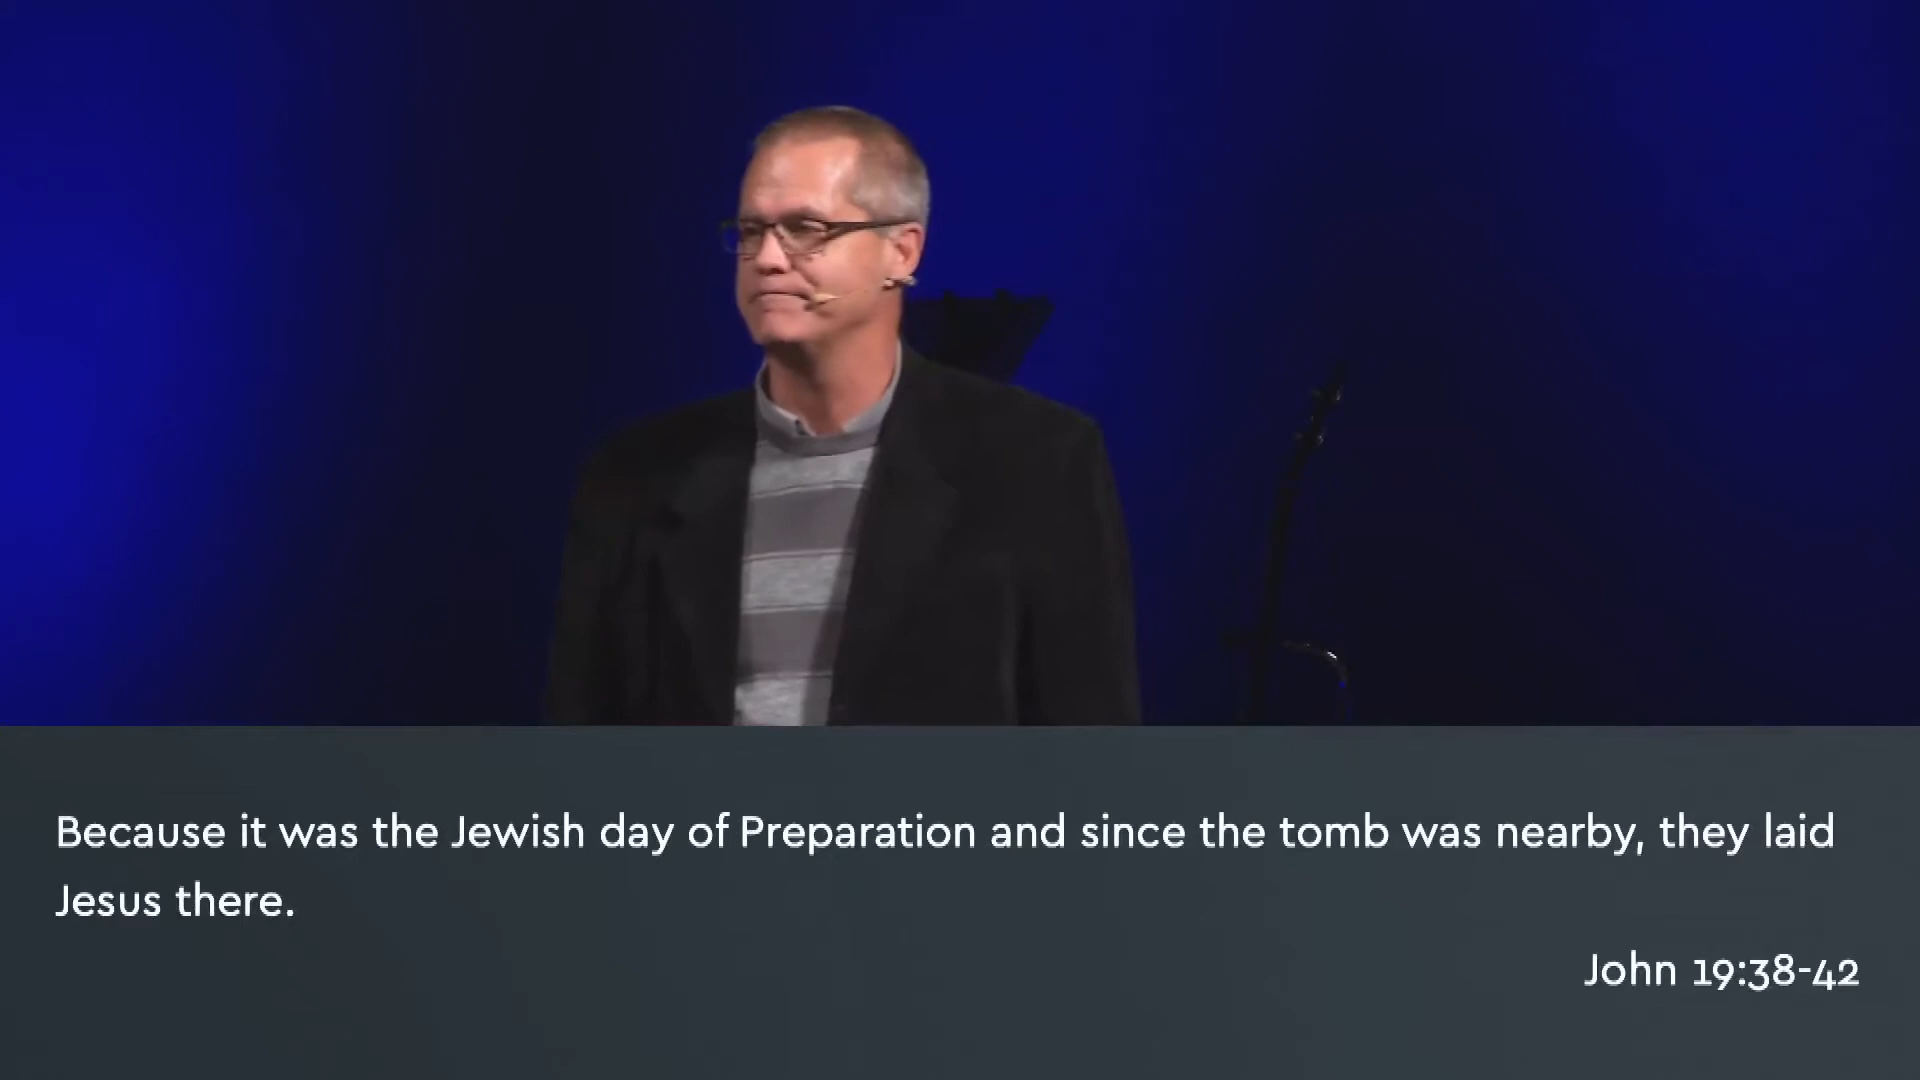 Because it was the Jewish day of Preparation and since the tomb was nearby, they laid
Jesus there.
John 19:38-42